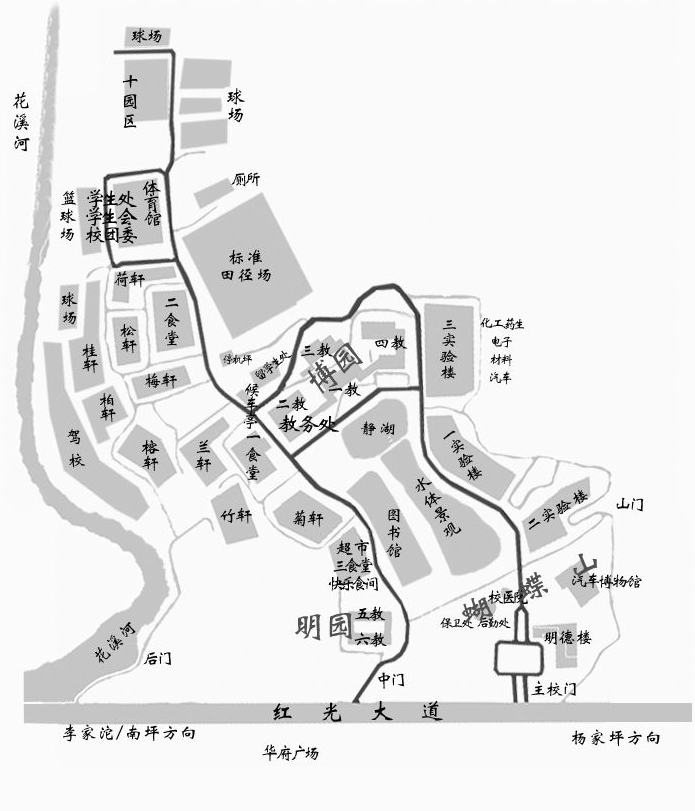 球场
十园区
球场
花溪河
厕所
篮球场
学生处
学生会
校团委
体育馆
标准
田径场
荷轩
球场
二食堂
松轩
桂轩
梅轩
柏轩
驾校
停机坪
留学生处
三教
博园
四教
三实验楼
化工药生
电子
材料
汽车
候车亭
二教
一教
教务处
静湖
一食堂
兰轩
榕轩
竹轩
菊轩
一实验楼
水体景观
图书馆
二实验楼
山门
超市
三食堂
快乐食间
蝴蝶山
汽车博物馆
校医院
保卫处 后勤处
明园
五教
六教
明德楼
花溪河
后门
中门
主校门
红光大道
李家沱/南坪方向
杨家坪方向
华府广场